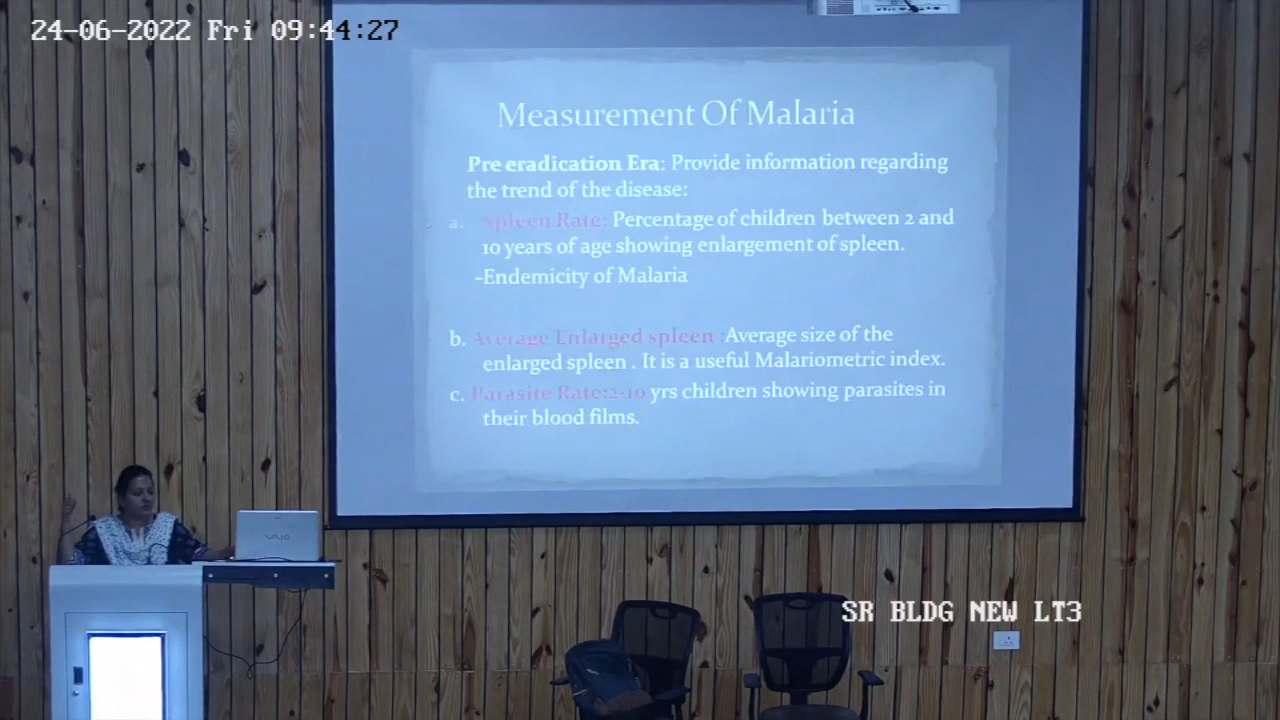 24-06-2022 Fri 09:44:27
Measurement Of Malaria
Pre eradication Era: Provide information regarding
the trend of the disease:
a. Spleen Rate: Percentage of children between 2 and
10 years of age showing enlargement of spleen.
-Endemicity of Malaria
b. Average Enlarged spleen : Average size of the
enlarged spleen . It is a useful Malariometric index.
c. Parasite Rate:2-10 yrs children showing parasites in
their blood films.
VAIO
SR BLDG NEW LT3